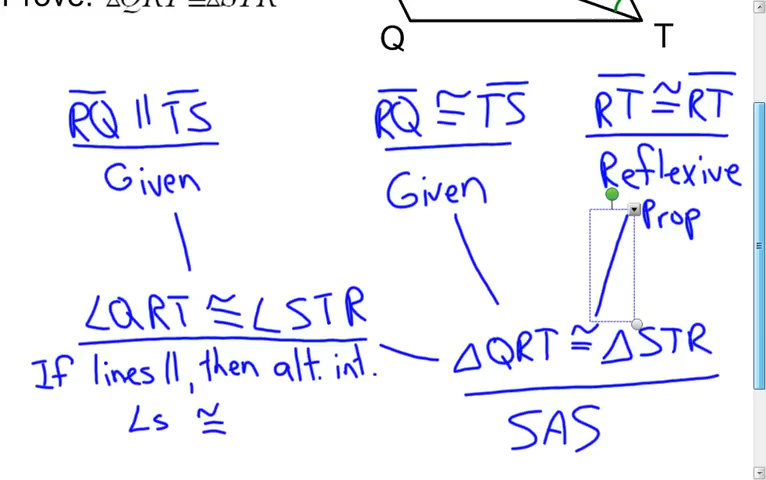 Prove: △QRT ≅ △STR
Q
T
RQ || TS
Given
RQ ≅ TS
Given
RT ≅ RT
Reflexive
Prop
∠QRT ≅ ∠STR
If lines ||, then alt. int.
∠s ≅
△QRT ≅ △STR
SAS